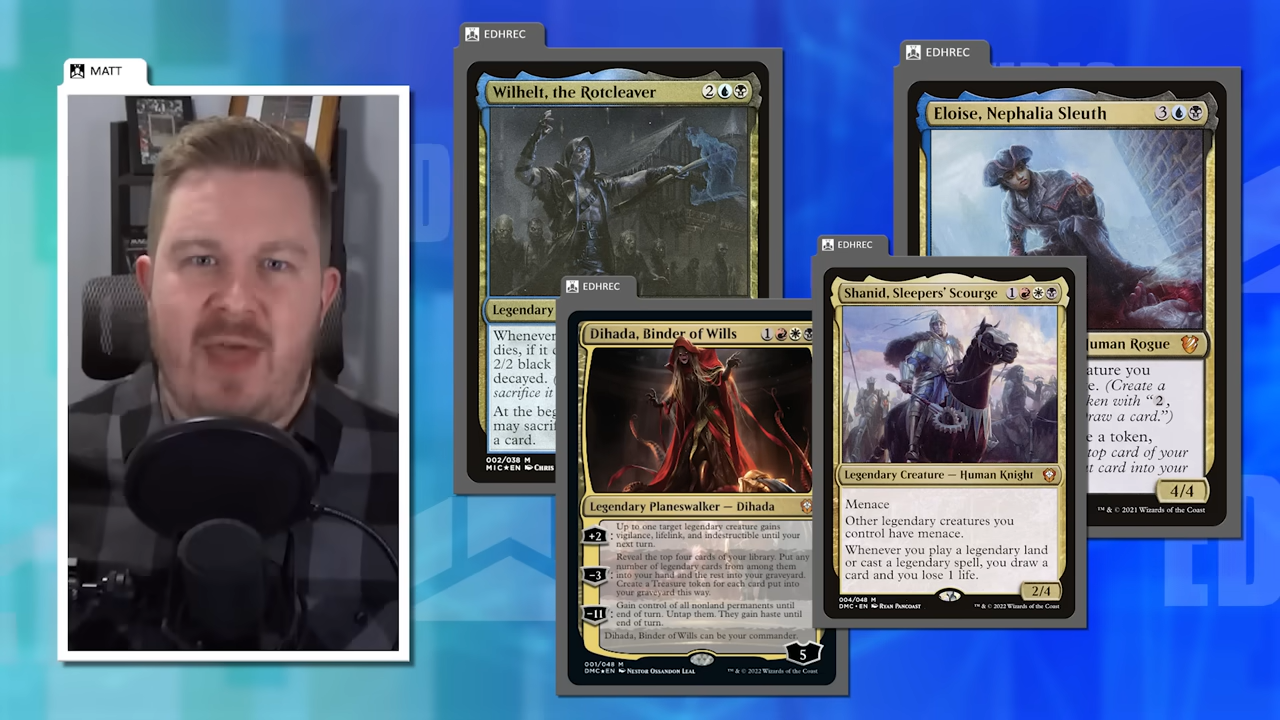 MATT
EDHREC
Wilhelt, the Rotcleaver
2
Legendary
Whenever
dies, if it
2/2 black
decayed.
sacrifice it
At the beg
may sacrif
a card.
002/038 M
MIC★EN CHRIS
EDHREC
Eloise, Nephalia Sleuth
3
Human Rogue
ature you
e. (Create a
ken with “2,
raw a card.”)
e a token,
top card of your
t card into your
4/4
™ & © 2021 Wizards of the Coast
EDHREC
Dihada, Binder of Wills
1
Legendary Planeswalker — Dihada
+2: Up to one target legendary creature gains
vigilance, lifelink, and indestructible until your
next turn.
−3: Reveal the top four cards of your library. Put any
number of legendary cards from among them
into your hand and the rest into your graveyard.
Create a Treasure token for each card put into
your graveyard this way.
−11: Gain control of all nonland permanents until
end of turn. Untap them. They gain haste until
end of turn.
Dihada, Binder of Wills can be your commander.
5
001/048 M
DMC★EN NESTOR OSSANDON LEAL
™ & © 2022 Wizards of the Coast
EDHREC
Shanid, Sleepers’ Scourge
1
Legendary Creature — Human Knight
Menace
Other legendary creatures you
control have menace.
Whenever you play a legendary land
or cast a legendary spell, you draw a
card and you lose 1 life.
2/4
004/048 M
DMC • EN RYAN PANCOAST
™ & © 2022 Wizards of the Coast